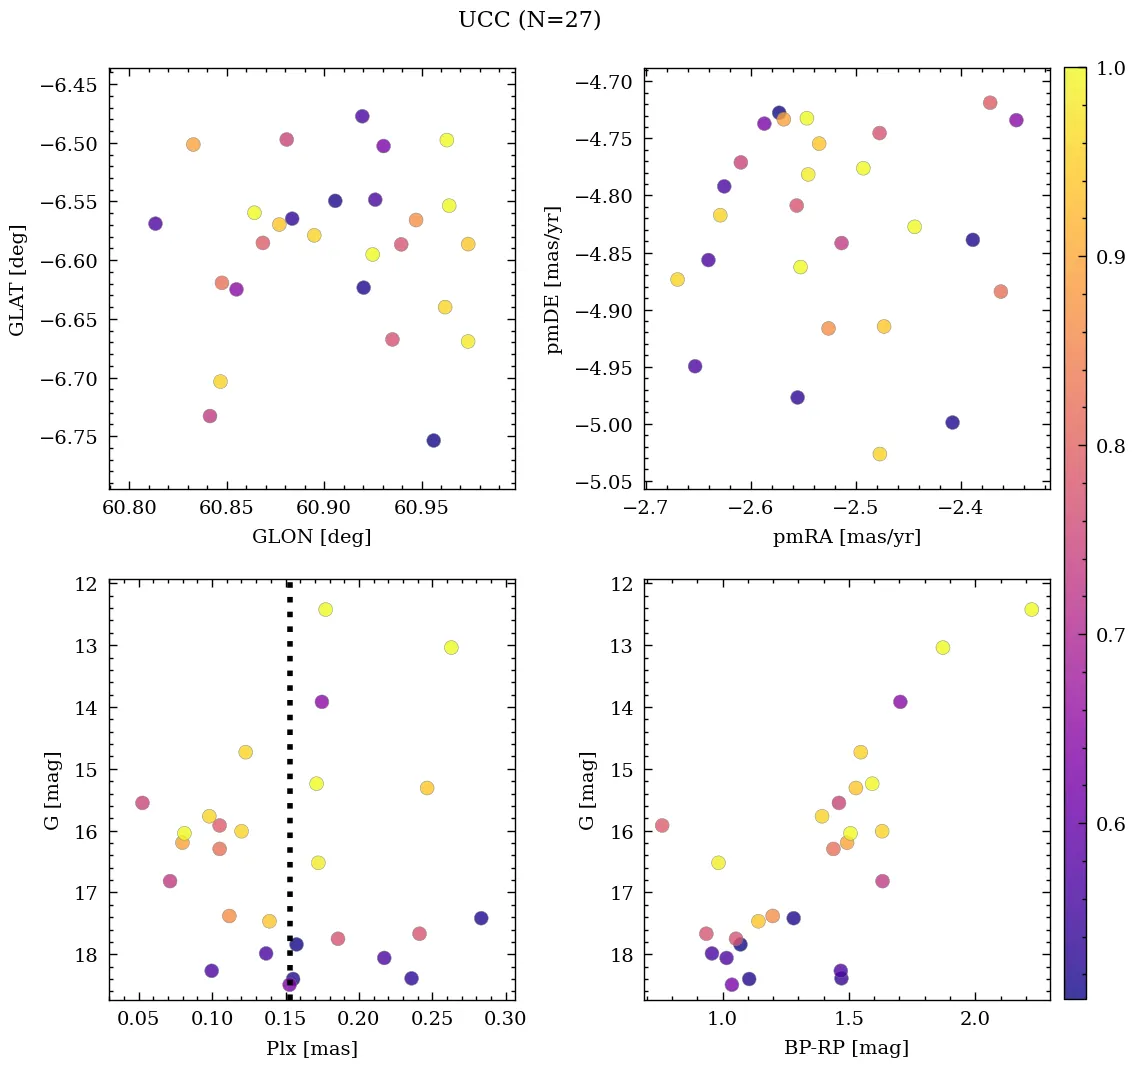 UCC (N=27)
−6.45
−6.50
−6.55
−6.60
−6.65
−6.70
−6.75
GLAT [deg]
60.80 60.85 60.90 60.95
GLON [deg]
−4.70
−4.75
−4.80
−4.85
−4.90
−4.95
−5.00
−5.05
pmDE [mas/yr]
−2.7 −2.6 −2.5 −2.4
pmRA [mas/yr]
12
13
14
15
16
17
18
G [mag]
0.05 0.10 0.15 0.20 0.25 0.30
Plx [mas]
12
13
14
15
16
17
18
G [mag]
1.0 1.5 2.0
BP-RP [mag]
1.0
0.9
0.8
0.7
0.6